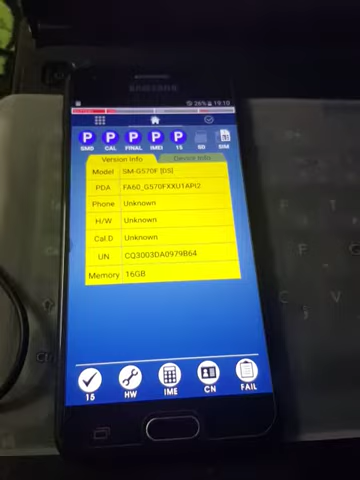 SAMSUNG
26% 19:10
P P P P P
SMD CAL FINAL IMEI 15 SD SIM
Version Info Device Info
Model SM-G570F [DS]
PDA FA60_G570FXXU1API2
Phone Unknown
H/W Unknown
Cal.D Unknown
UN CQ3003DA0979B64
Memory 16GB
15 HW IME CN FAIL